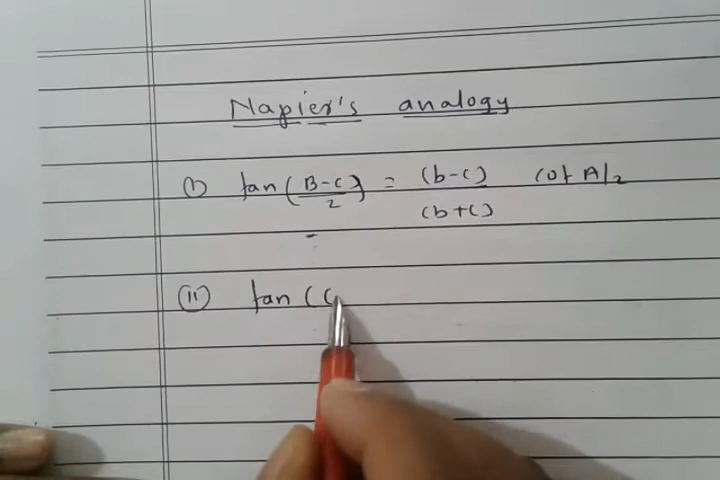 Napier's analogy
(i) tan (B-C)/2) = (b-c)/(b+c) cot A/2
(ii) tan (C